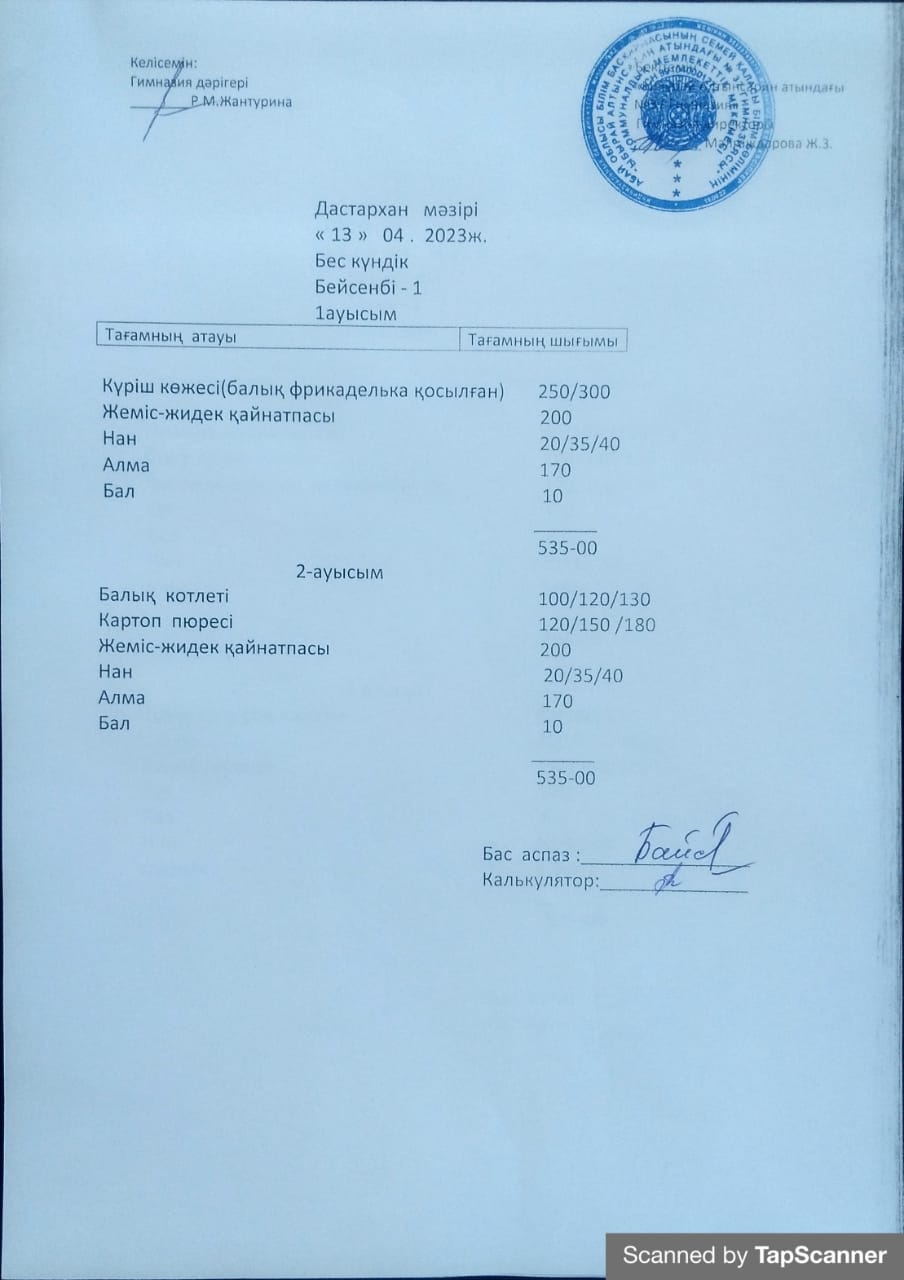 Келісемін:
Гимназия дәрігері
Р.М.Жантурина
атындағы
Ж.З.
Дастархан мәзірі
« 13 » 04 . 2023ж.
Бес күндік
Бейсенбі - 1
1ауысым
Тағамның атауы Тағамның шығымы
Күріш көжесі(балық фрикаделька қосылған) 250/300
Жеміс-жидек қайнатпасы 200
Нан 20/35/40
Алма 170
Бал 10
535-00
2-ауысым
Балық котлеті 100/120/130
Картоп пюресі 120/150 /180
Жеміс-жидек қайнатпасы 200
Нан 20/35/40
Алма 170
Бал 10
535-00
Бас аспаз :
Калькулятор:
Scanned by TapScanner